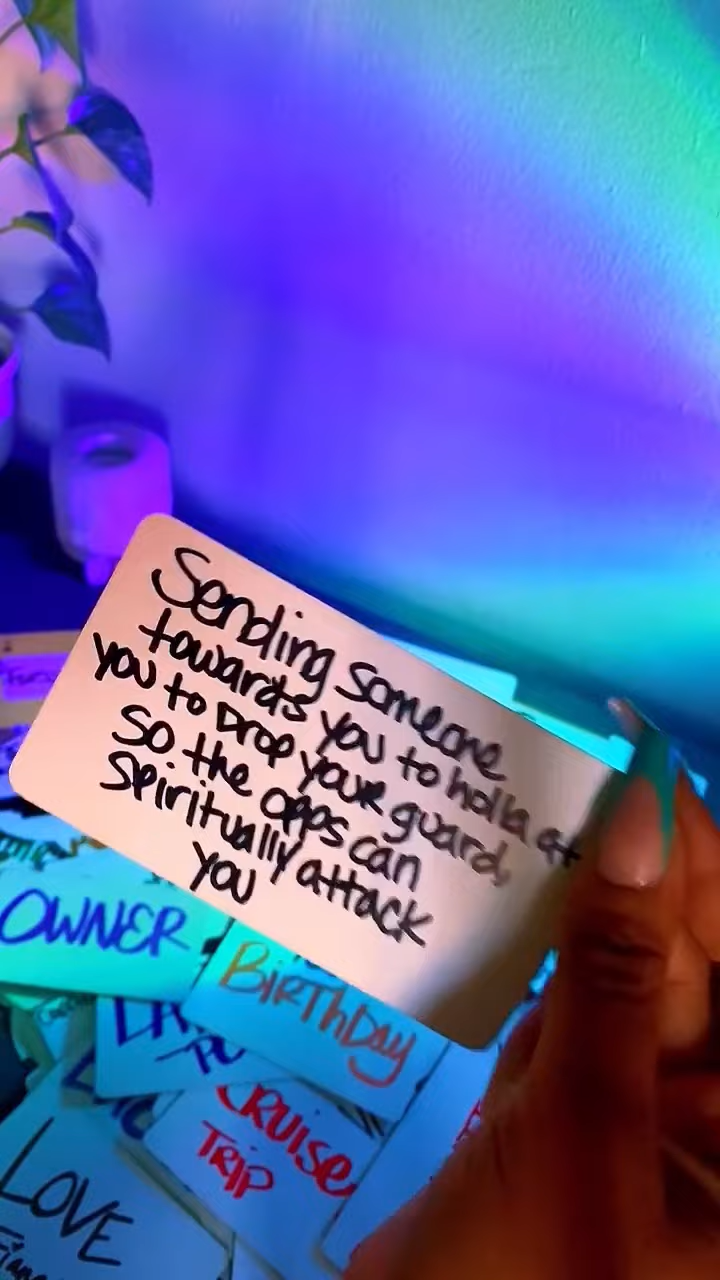 Sending someone
towards you to holla at
you to Drop your guard,
So the opps can
Spiritually attack
you
OWNER
BIRThDay
CRUISE
TRIP
LOVE